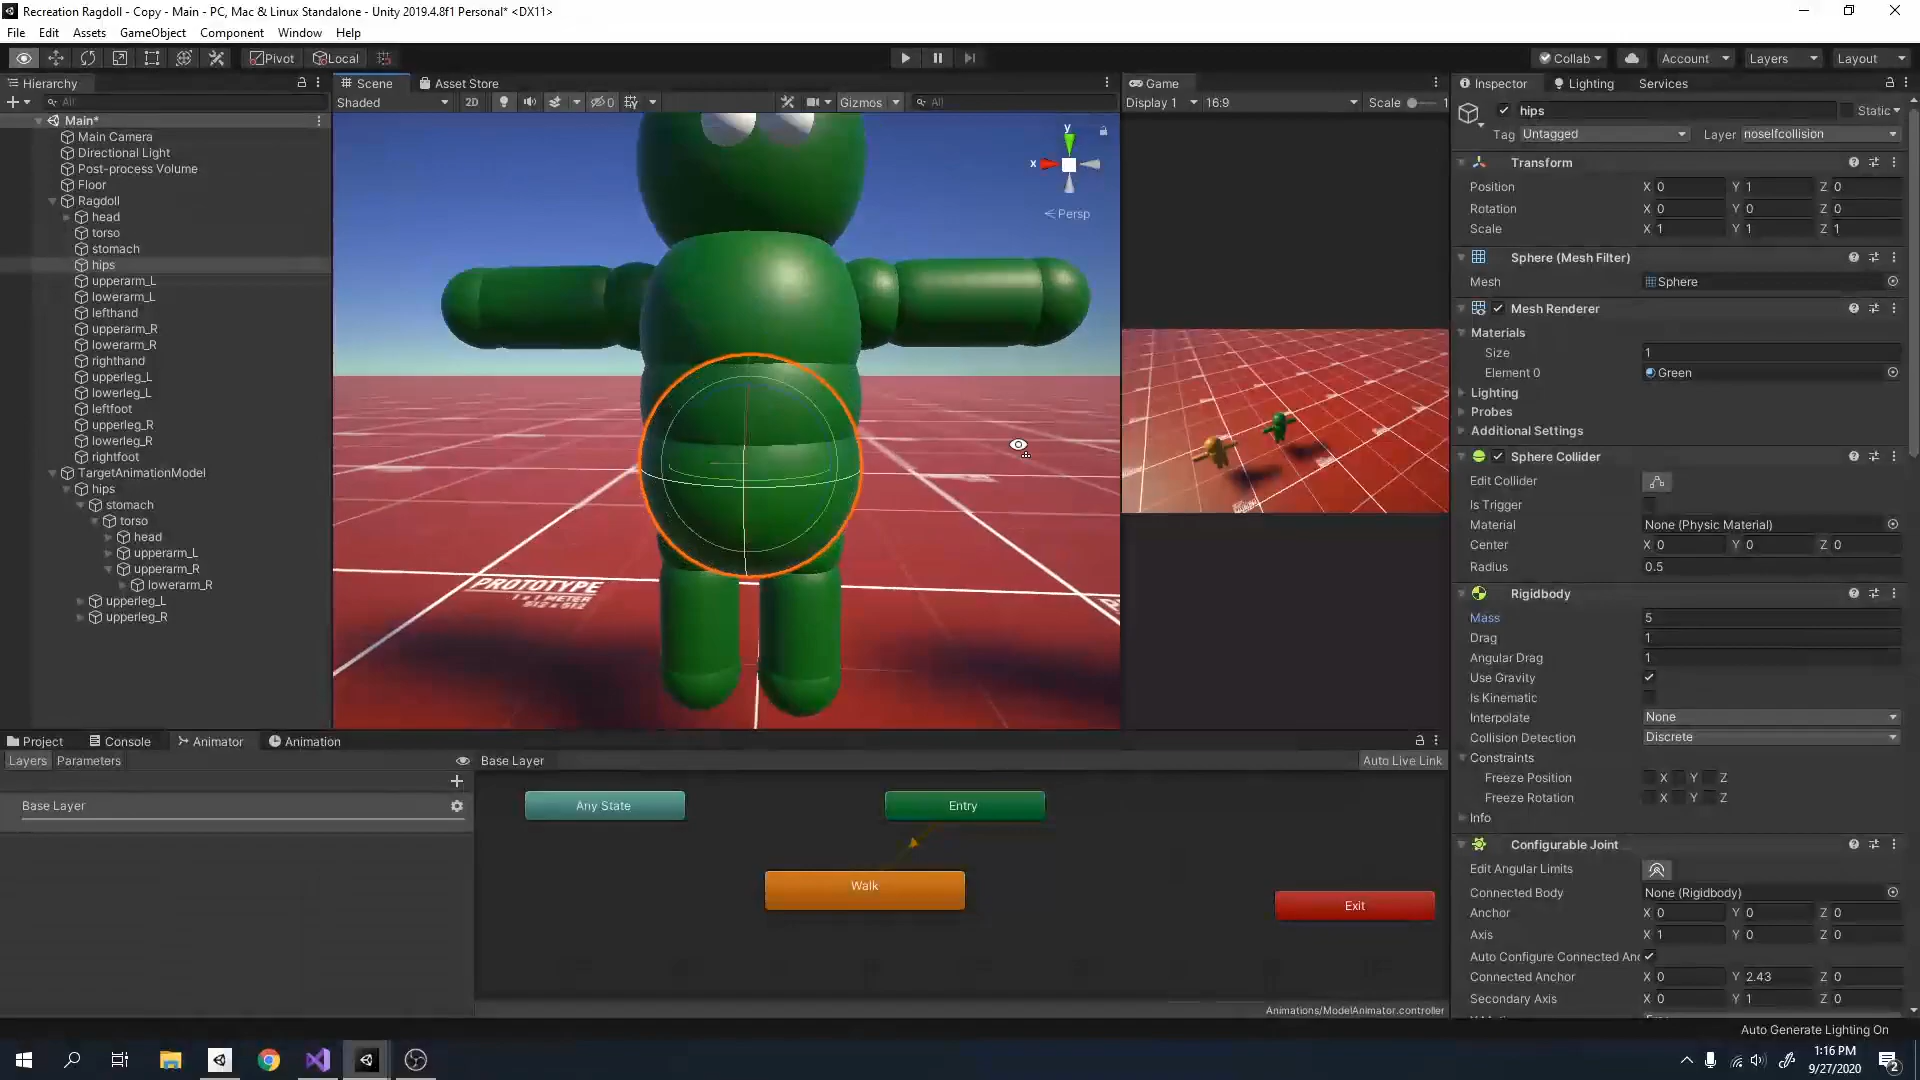 Recreation Ragdoll - Copy - Main - PC, Mac & Linux Standalone - Unity 2019.4.8f1 Personal* <DX11>
File Edit Assets GameObject Component Window Help
Pivot Local Collab Account Layers Layout
Hierarchy
All
Main*
Main Camera
Directional Light
Post-process Volume
Floor
Ragdoll
head
torso
stomach
hips
upperarm_L
lowerarm_L
lefthand
upperarm_R
lowerarm_R
righthand
upperleg_L
lowerleg_L
leftfoot
upperleg_R
lowerleg_R
rightfoot
TargetAnimationModel
hips
stomach
torso
head
upperarm_L
upperarm_R
lowerarm_R
upperleg_L
upperleg_R
Scene Asset Store
Shaded 2D 0 Gizmos All
y
x
Persp
PROTOTYPE
1 x 1 METER
512 x 512
Game
Display 1 16:9 Scale 1
Inspector Lighting Services
hips Static
Tag Untagged Layer noselfcollision
Transform
Position X 0 Y 1 Z 0
Rotation X 0 Y 0 Z 0
Scale X 1 Y 1 Z 1
Sphere (Mesh Filter)
Mesh Sphere
Mesh Renderer
Materials
Size 1
Element 0 Green
Lighting
Probes
Additional Settings
Sphere Collider
Edit Collider
Is Trigger
Material None (Physic Material)
Center X 0 Y 0 Z 0
Radius 0.5
Rigidbody
Mass 5
Drag 1
Angular Drag 1
Use Gravity
Is Kinematic
Interpolate None
Collision Detection Discrete
Constraints
Freeze Position X Y Z
Freeze Rotation X Y Z
Info
Configurable Joint
Edit Angular Limits
Connected Body None (Rigidbody)
Anchor X 0 Y 0 Z 0
Axis X 1 Y 0 Z 0
Auto Configure Connected Anc
Connected Anchor X 0 Y 2.43 Z 0
Secondary Axis X 0 Y 1 Z 0
Project Console Animator Animation
Layers Parameters Base Layer Auto Live Link
Base Layer
Any State
Entry
Walk
Exit
Animations/ModelAnimator.controller
Auto Generate Lighting On
1:16 PM
9/27/2020
2